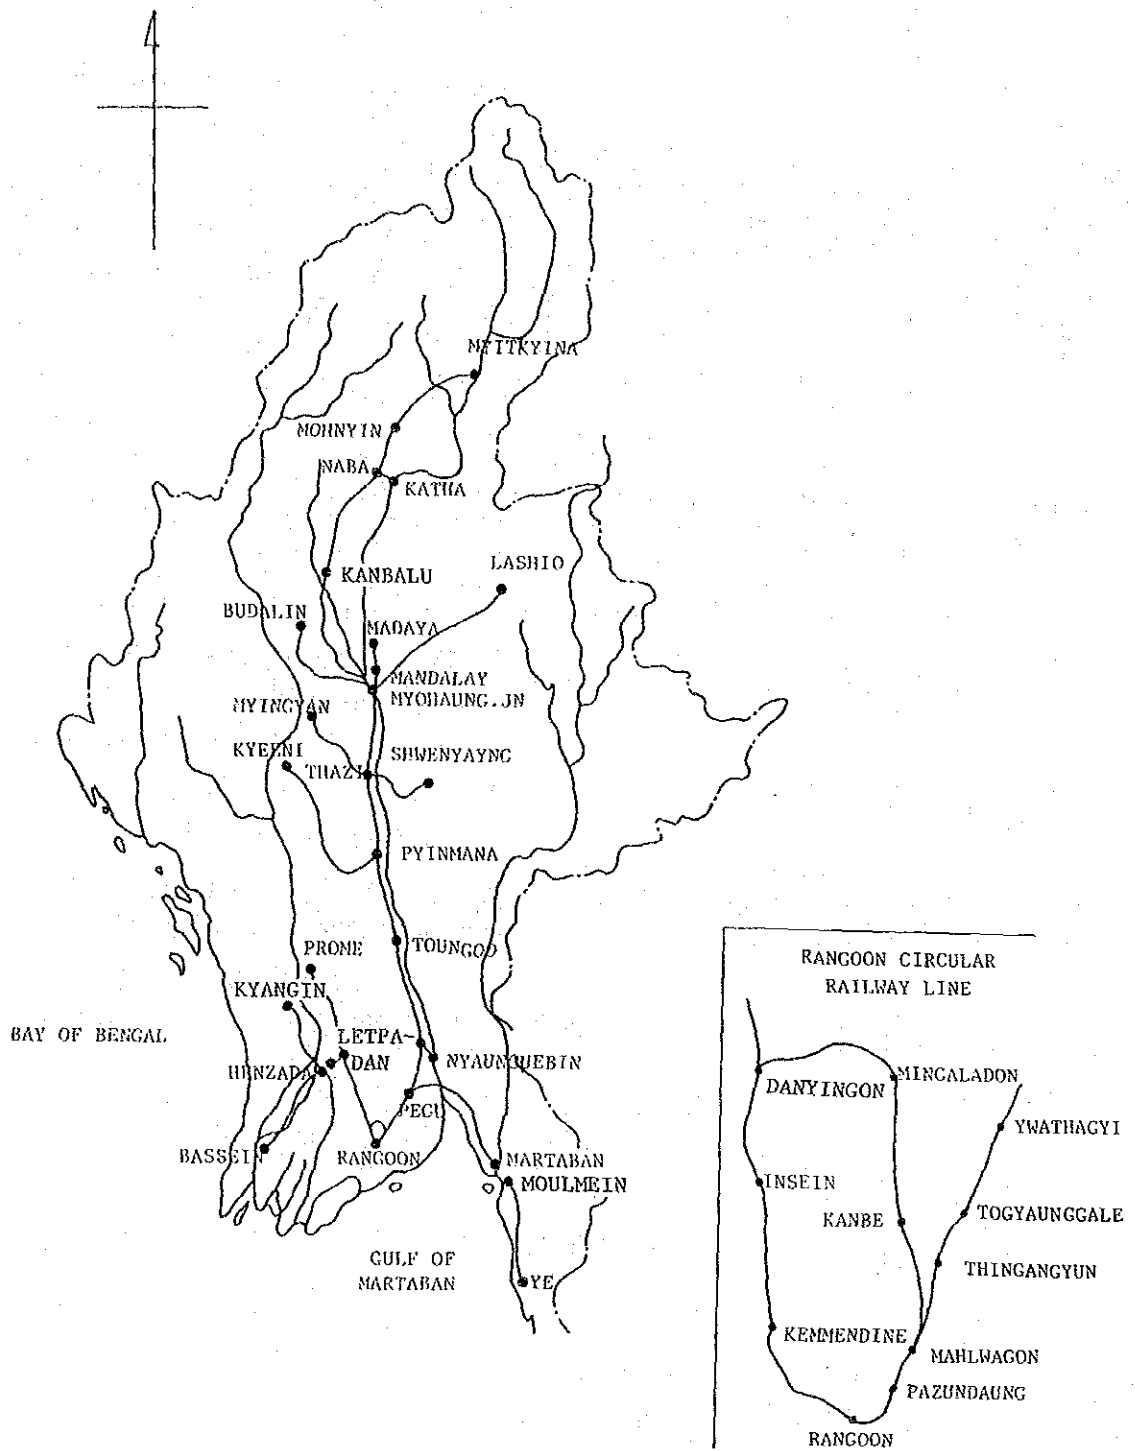 MYITKYINA
MOHNYIN
NABA
KATHA
LASHIO
KANBALU
BUDALIN
MADAYA
MANDALAY
MYOHAUNG.JN
MYINGYAN
KYEENI
THAZI
SHWENYAYNG
PYINMANA
TOUNGOO
PROME
KYANGIN
BAY OF BENGAL
LETPA-
DAN
HENZADA
NYAUNGUEBIN
PEGU
BASSEIN
RANGOON
MARTABAN
MOULMEIN
GULF OF
MARTABAN
YE
RANGOON CIRCULAR
RAILWAY LINE
DANYINGON
MINGALADON
YWATHAGYI
INSEIN
KANBE
TOGYAUNGGALE
THINGANGYUN
KEMMENDINE
MAHLWAGON
PAZUNDAUNG
RANGOON